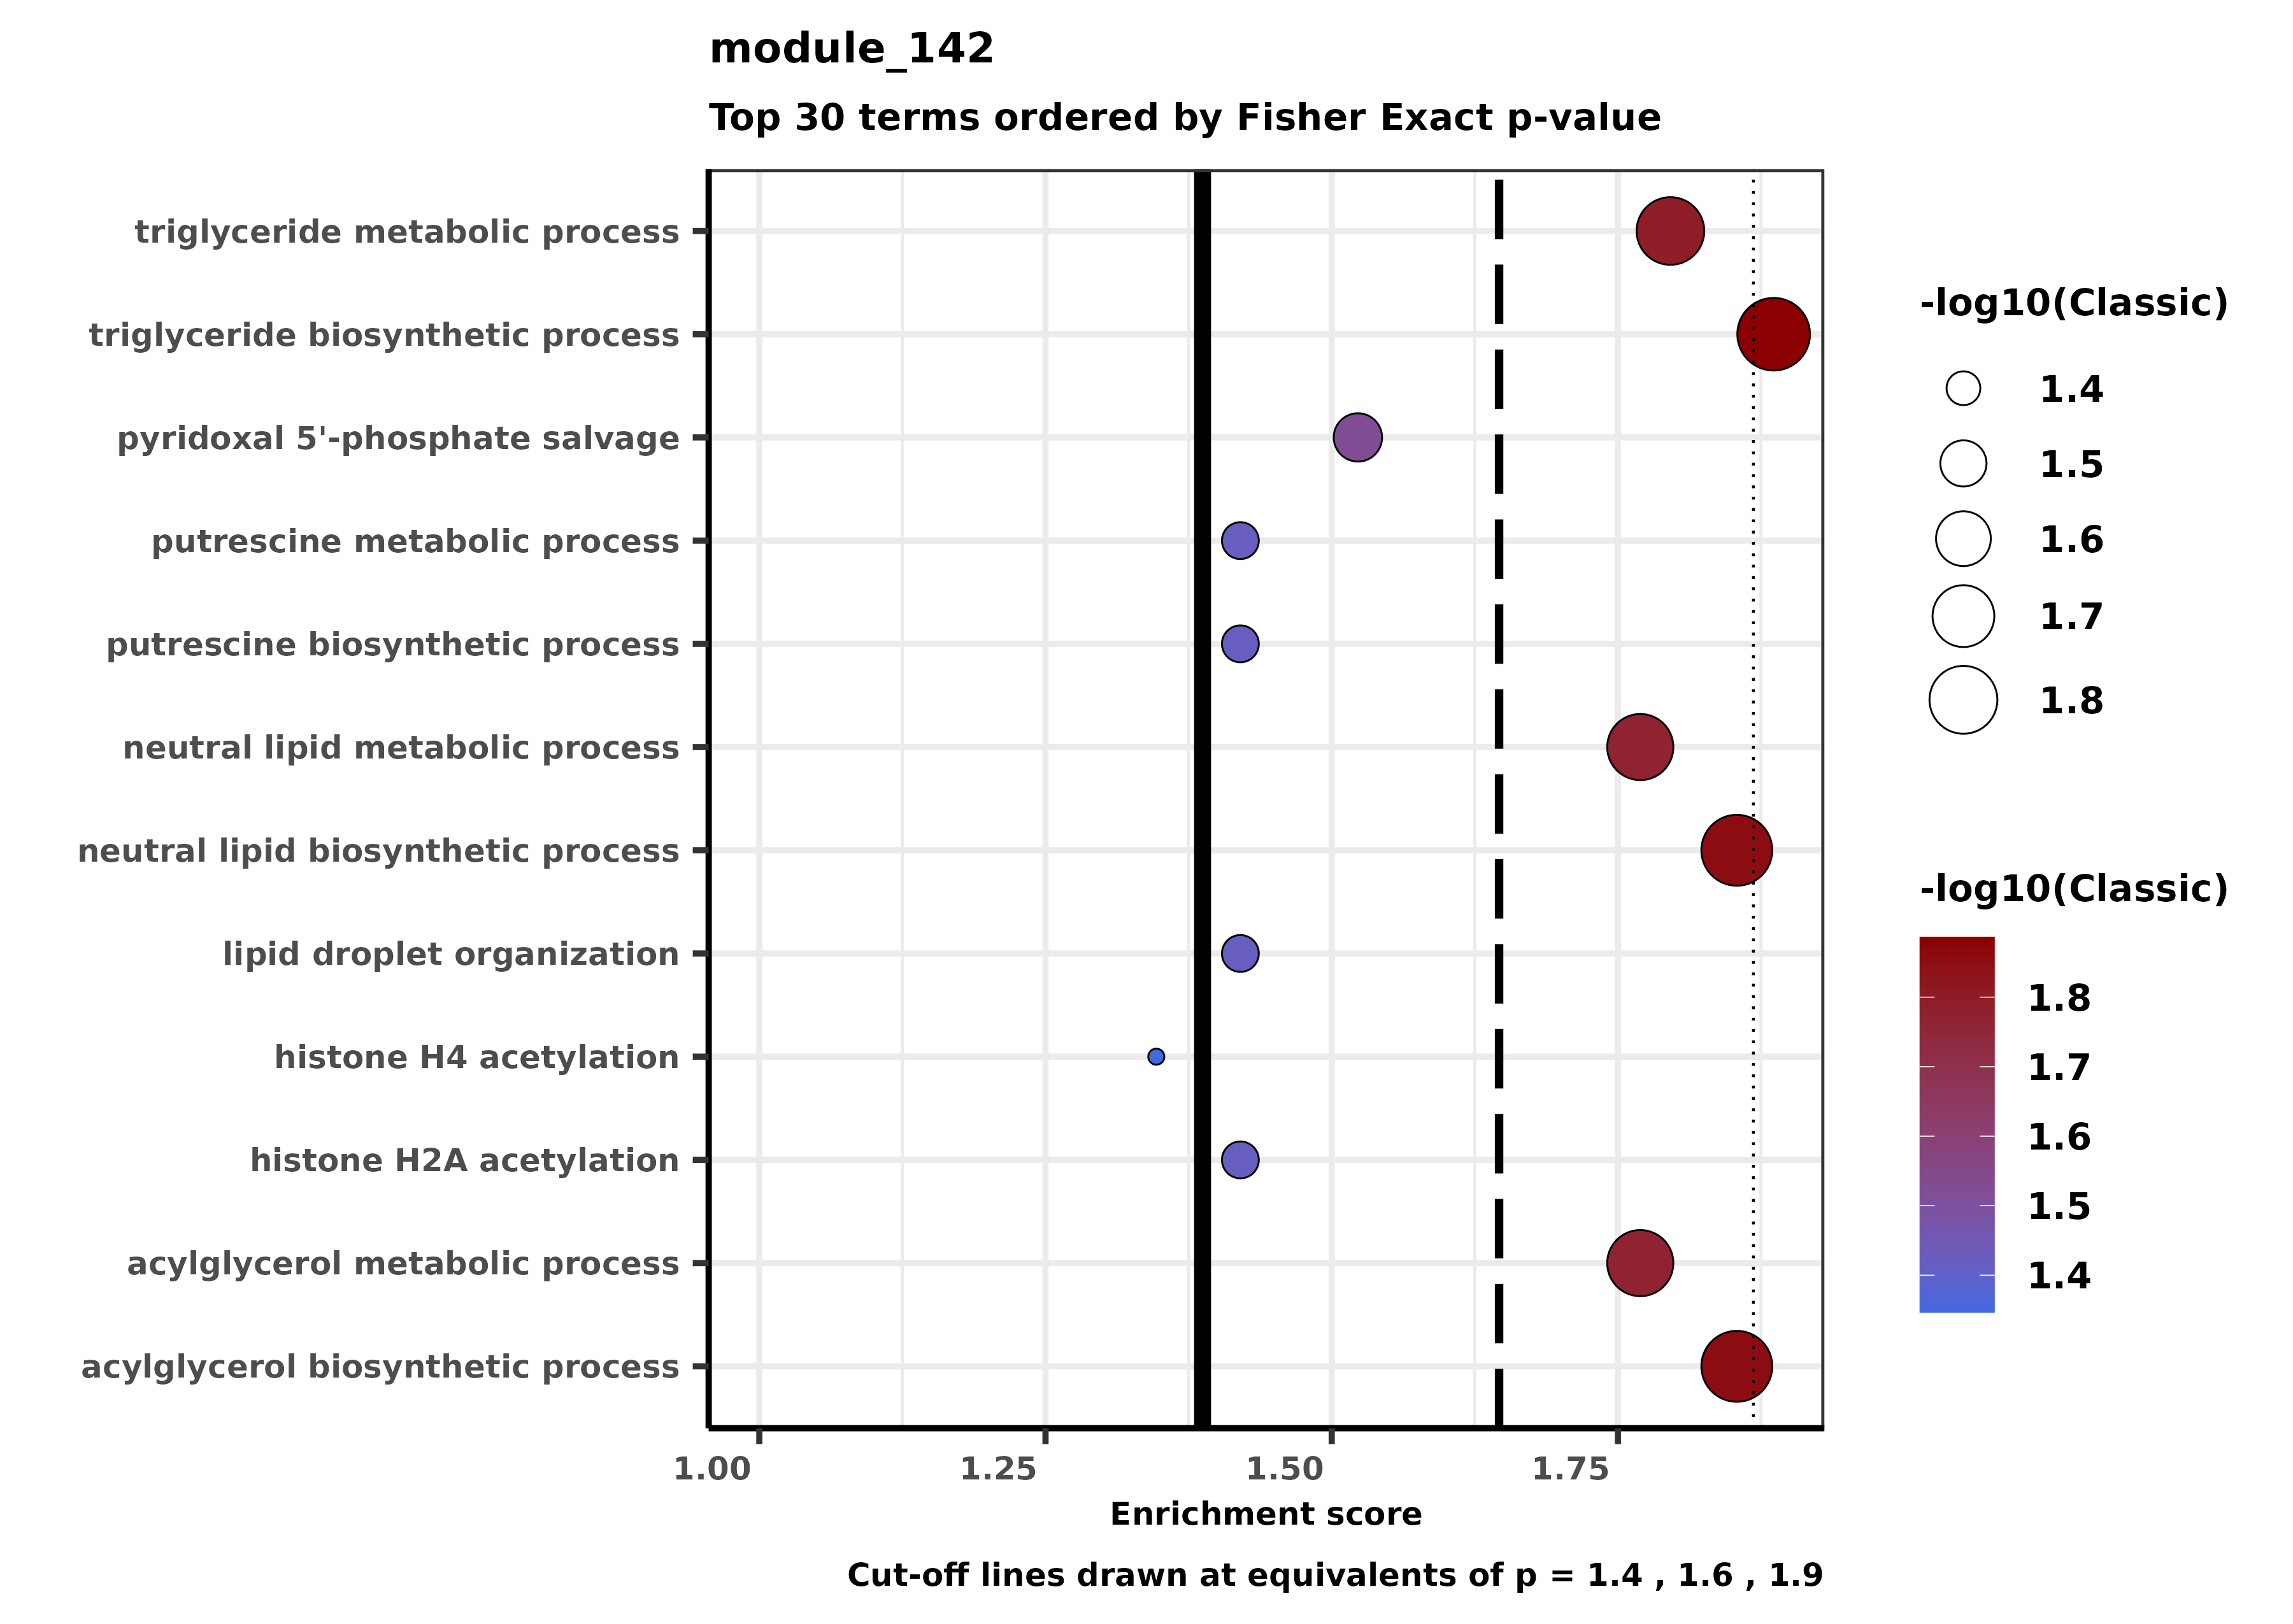 module_142
Top 30 terms ordered by Fisher Exact p-value
triglyceride metabolic process
triglyceride biosynthetic process
pyridoxal 5'-phosphate salvage
putrescine metabolic process
putrescine biosynthetic process
neutral lipid metabolic process
neutral lipid biosynthetic process
lipid droplet organization
histone H4 acetylation
histone H2A acetylation
acylglycerol metabolic process
acylglycerol biosynthetic process
1.00 1.25 1.50 1.75
Enrichment score
Cut-off lines drawn at equivalents of p = 1.4 , 1.6 , 1.9
-log10(Classic)
1.4
1.5
1.6
1.7
1.8
-log10(Classic)
1.8
1.7
1.6
1.5
1.4